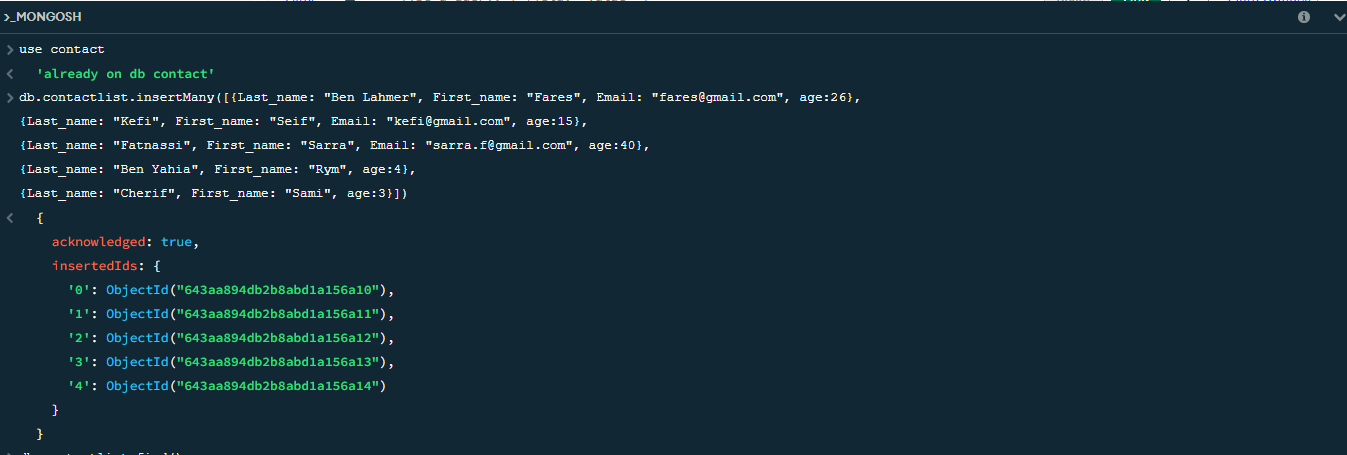 >_MONGOSH
> use contact
< 'already on db contact'
> db.contactlist.insertMany([{Last_name: "Ben Lahmer", First_name: "Fares", Email: "fares@gmail.com", age:26},
{Last_name: "Kefi", First_name: "Seif", Email: "kefi@gmail.com", age:15},
{Last_name: "Fatnassi", First_name: "Sarra", Email: "sarra.f@gmail.com", age:40},
{Last_name: "Ben Yahia", First_name: "Rym", age:4},
{Last_name: "Cherif", First_name: "Sami", age:3}])
< {
acknowledged: true,
insertedIds: {
'0': ObjectId("643aa894db2b8abd1a156a10"),
'1': ObjectId("643aa894db2b8abd1a156a11"),
'2': ObjectId("643aa894db2b8abd1a156a12"),
'3': ObjectId("643aa894db2b8abd1a156a13"),
'4': ObjectId("643aa894db2b8abd1a156a14")
}
}